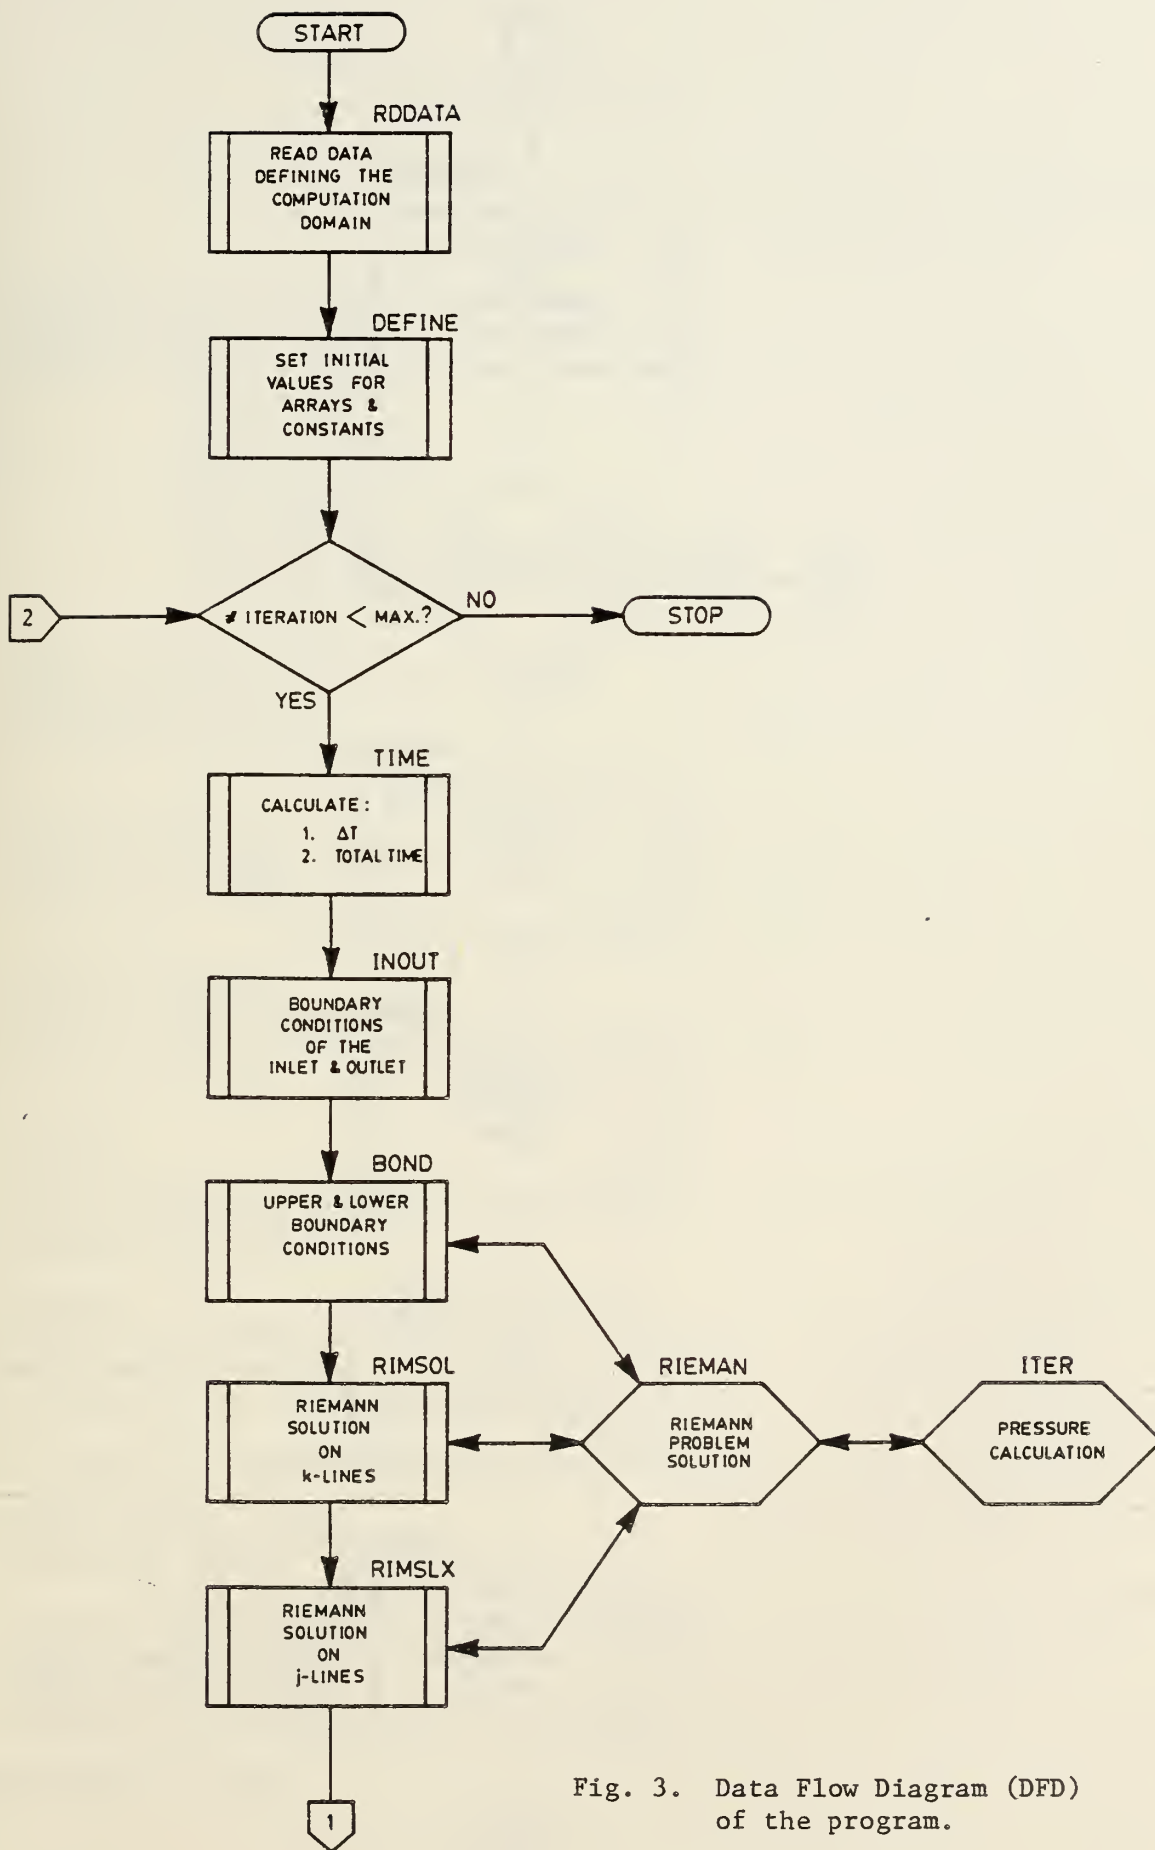 START
RDDATA
READ DATA
DEFINING THE
COMPUTATION
DOMAIN
DEFINE
SET INITIAL
VALUES FOR
ARRAYS &
CONSTANTS
2
# ITERATION < MAX.?
NO
STOP
YES
TIME
CALCULATE:
1. ΔT
2. TOTAL TIME
INOUT
BOUNDARY
CONDITIONS
OF THE
INLET & OUTLET
BOND
UPPER & LOWER
BOUNDARY
CONDITIONS
RIMSOL
RIEMANN
SOLUTION
ON
k-LINES
RIEMAN
RIEMANN
PROBLEM
SOLUTION
ITER
PRESSURE
CALCULATION
RIMSLX
RIEMANN
SOLUTION
ON
j-LINES
1
Fig. 3. Data Flow Diagram (DFD)
of the program.